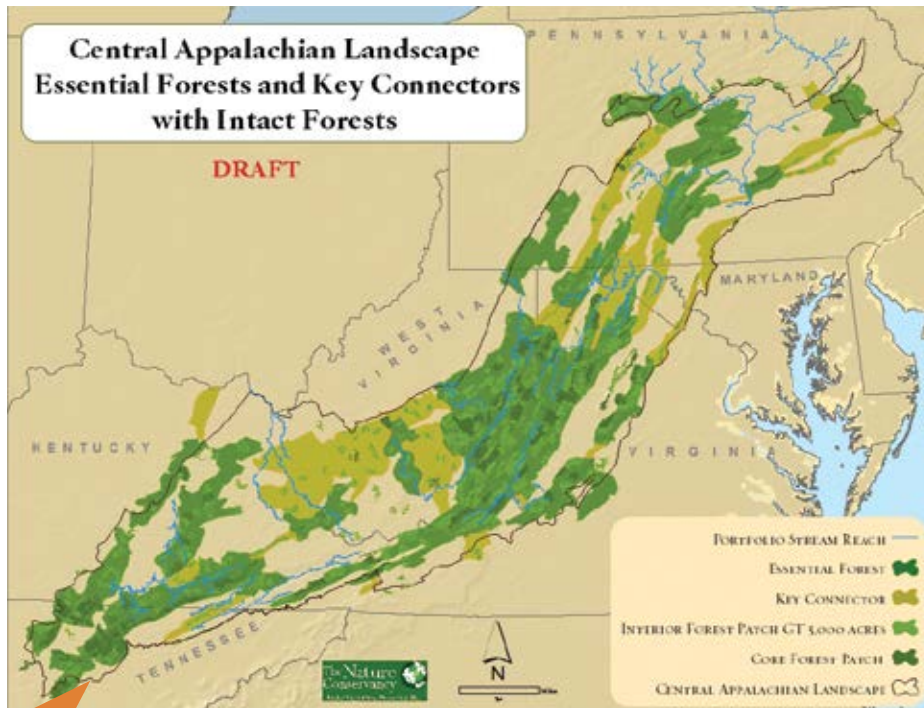 Central Appalachian Landscape
Essential Forests and Key Connectors
with Intact Forests
DRAFT
PENNSYLVANIA
MARYLAND
WEST
VIRGINIA
KENTUCKY
VIRGINIA
TENNESSEE
PORTFOLIO STREAM REACH
ESSENTIAL FOREST
KEY CONNECTOR
INTERIOR FOREST PATCH GT 5,000 ACRES
CORE FOREST PATCH
CENTRAL APPALACHIAN LANDSCAPE
N
The Nature
Conservancy